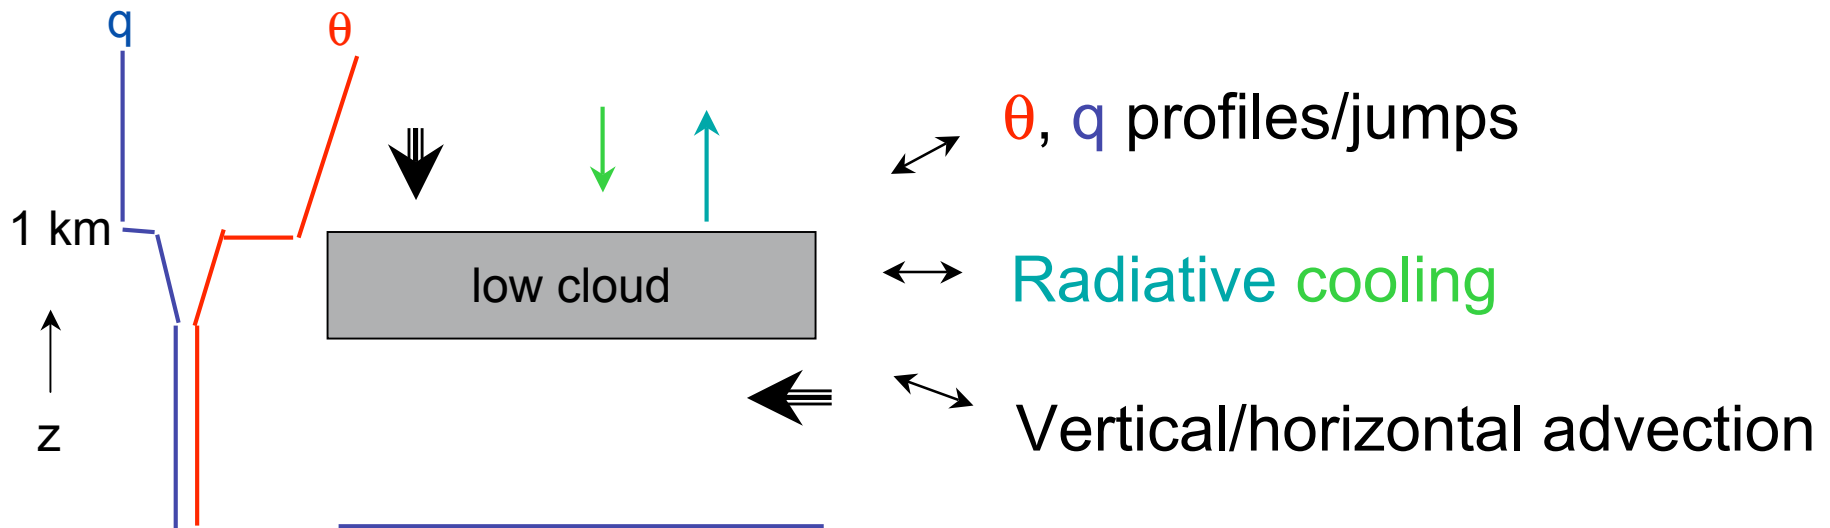 q
θ
θ, q profiles/jumps
1 km
low cloud
Radiative cooling
z
Vertical/horizontal advection